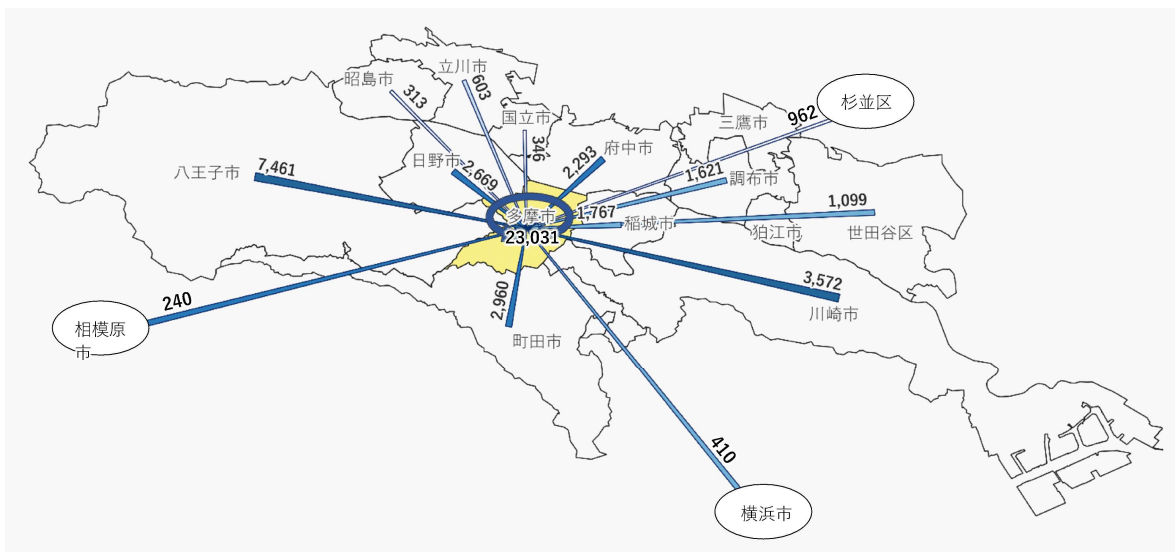 立川市
昭島市
603
313
杉並区
962
国立市
三鷹市
346
府中市
日野市
2,293
八王子市
7,461
2,669
1,621
調布市
多摩市
1,767
稲城市
1,099
狛江市
世田谷区
23,031
3,572
川崎市
240
相模原
市
2,960
町田市
410
横浜市